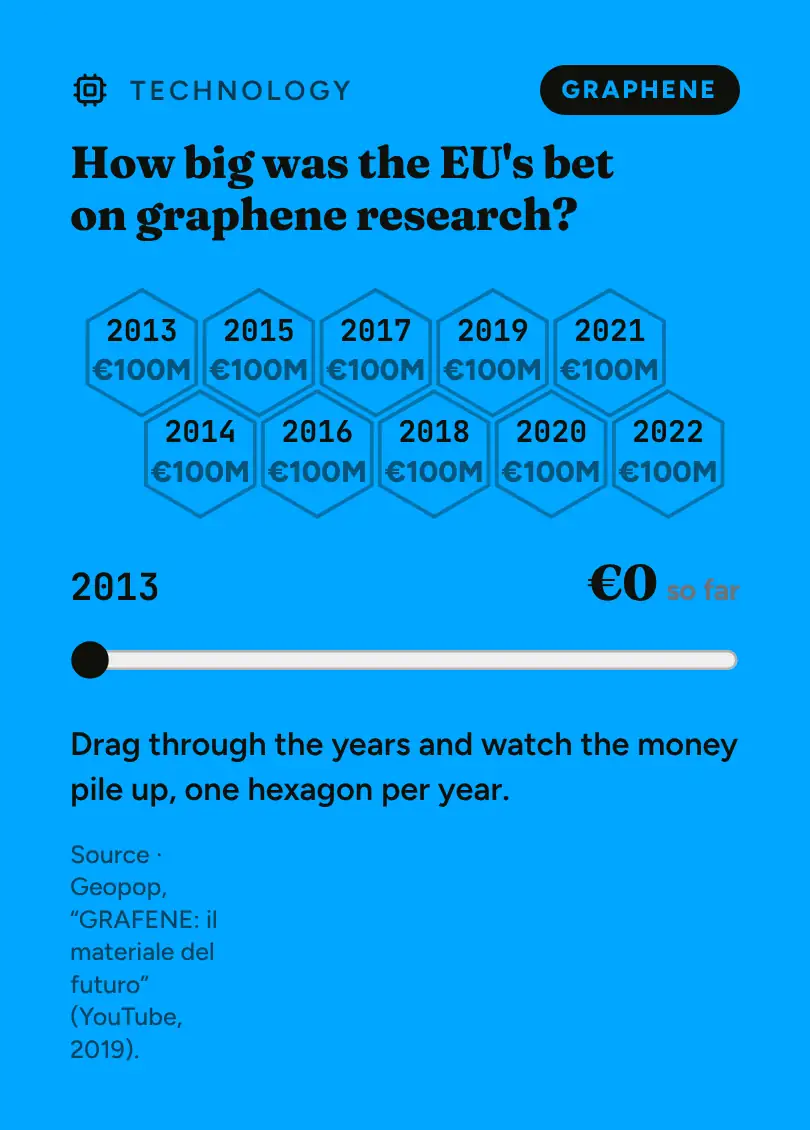 TECHNOLOGY
GRAPHENE
How big was the EU's bet
on graphene research?
2013 2015 2017 2019 2021
€100M €100M €100M €100M €100M
2014 2016 2018 2020 2022
€100M €100M €100M €100M €100M
2013
€0 so far
Drag through the years and watch the money
pile up, one hexagon per year.
Source ·
Geopop,
“GRAFENE: il
materiale del
futuro”
(YouTube,
2019).